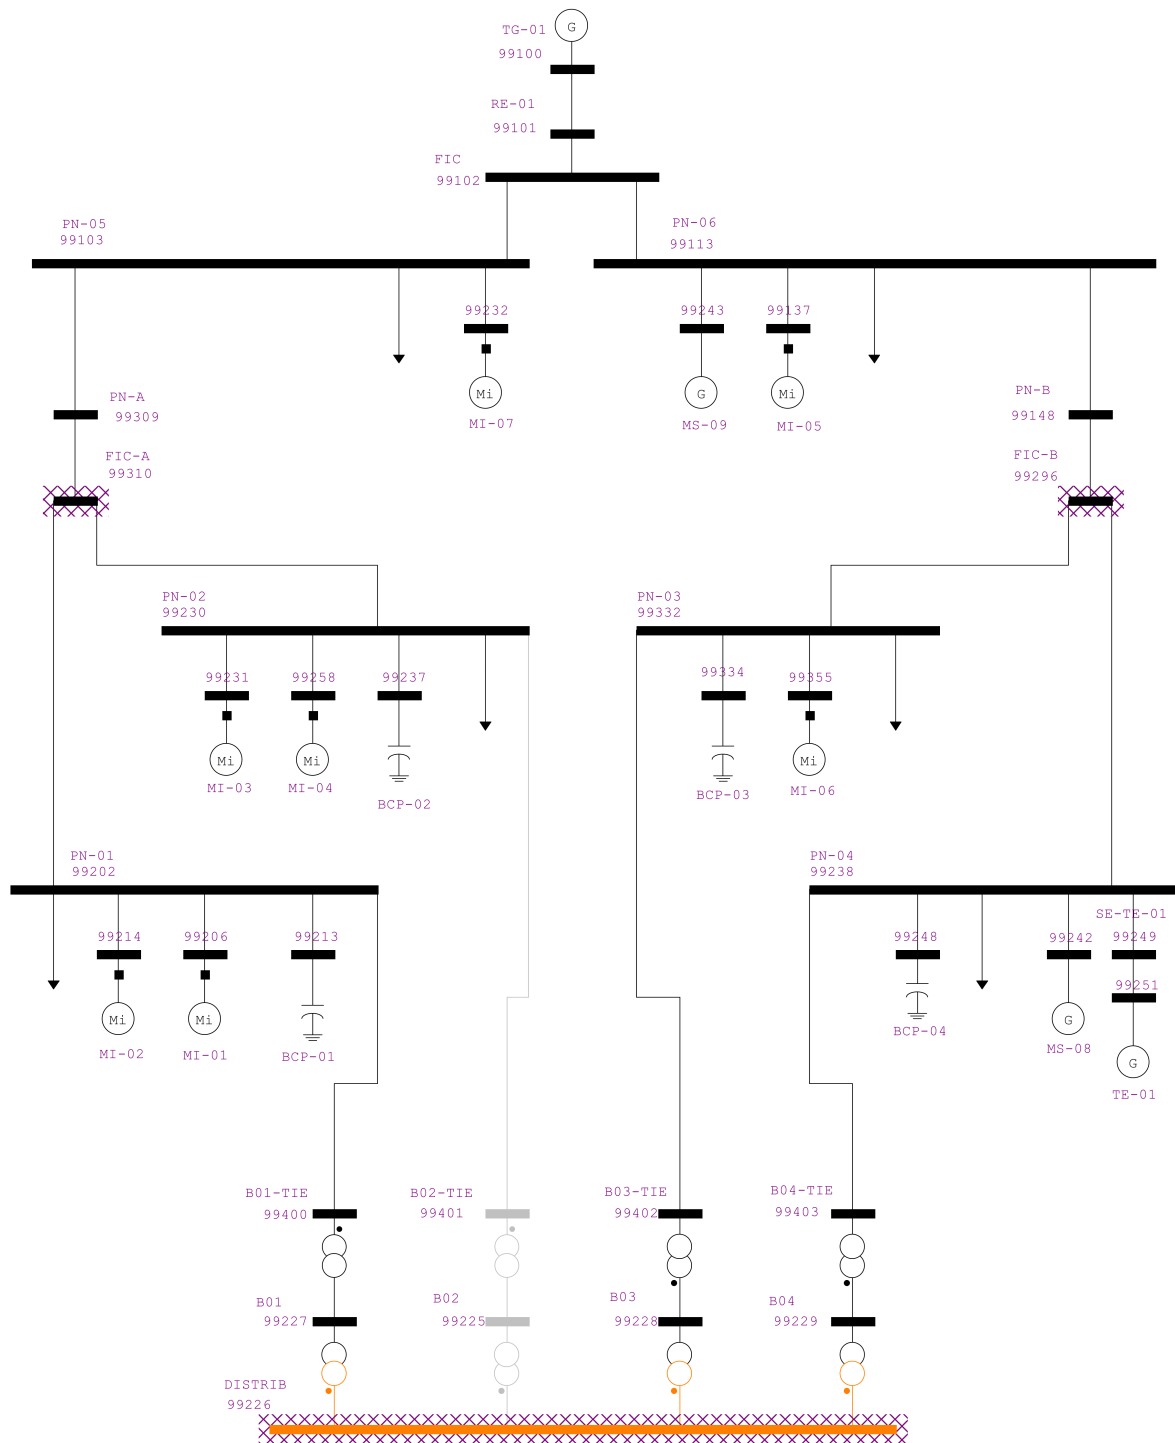 TG-01
G
99100
RE-01
99101
FIC
99102
PN-05
99103
PN-06
99113
99232
99243
99137
Mi
G
Mi
MI-07
MS-09
MI-05
PN-A
99309
PN-B
99148
FIC-A
99310
FIC-B
99296
PN-02
99230
PN-03
99332
99231
99258
99237
99334
99355
Mi
Mi
Mi
MI-03
MI-04
BCP-02
BCP-03
MI-06
PN-01
99202
PN-04
99238
SE-TE-01
99214
99206
99213
99248
99242
99249
99251
Mi
Mi
G
MI-02
MI-01
BCP-01
BCP-04
MS-08
G
TE-01
B01-TIE
99400
B02-TIE
99401
B03-TIE
99402
B04-TIE
99403
B01
99227
B02
99225
B03
99228
B04
99229
DISTRIB
99226